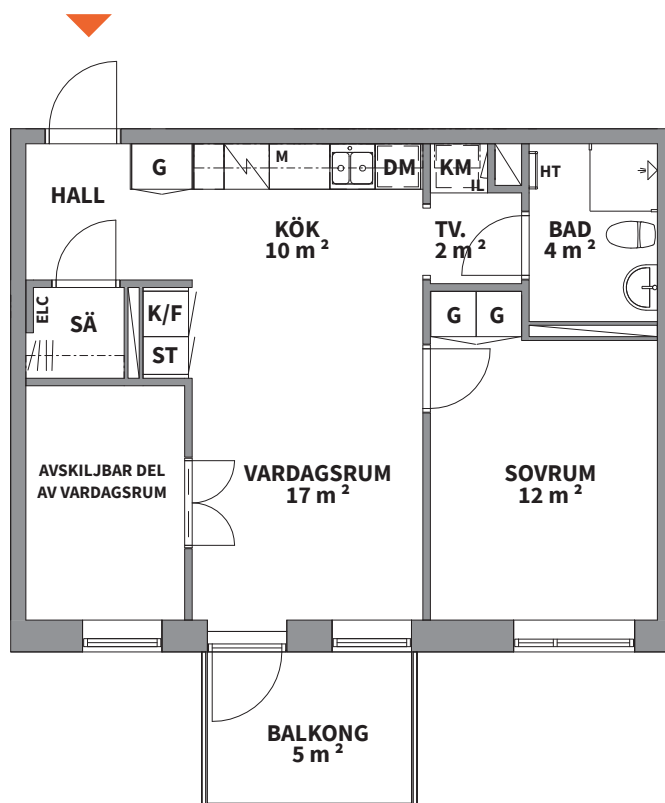 G
M
DM
KM
IL
HT
HALL
KÖK
10 m ²
TV.
2 m ²
BAD
4 m ²
ELC
SÄ
K/F
ST
G G
AVSKILJBAR DEL
AV VARDAGSRUM
VARDAGSRUM
17 m ²
SOVRUM
12 m ²
BALKONG
5 m ²